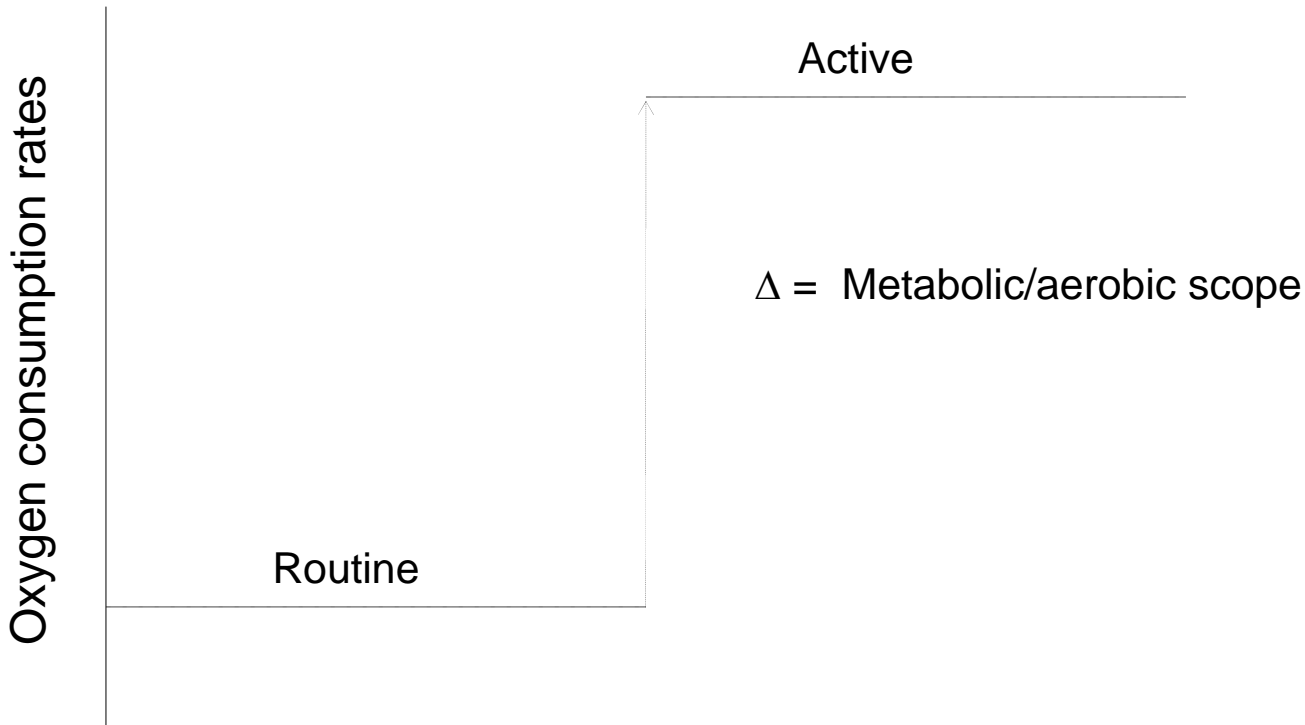 Active
Oxygen consumption rates
Δ = Metabolic/aerobic scope
Routine